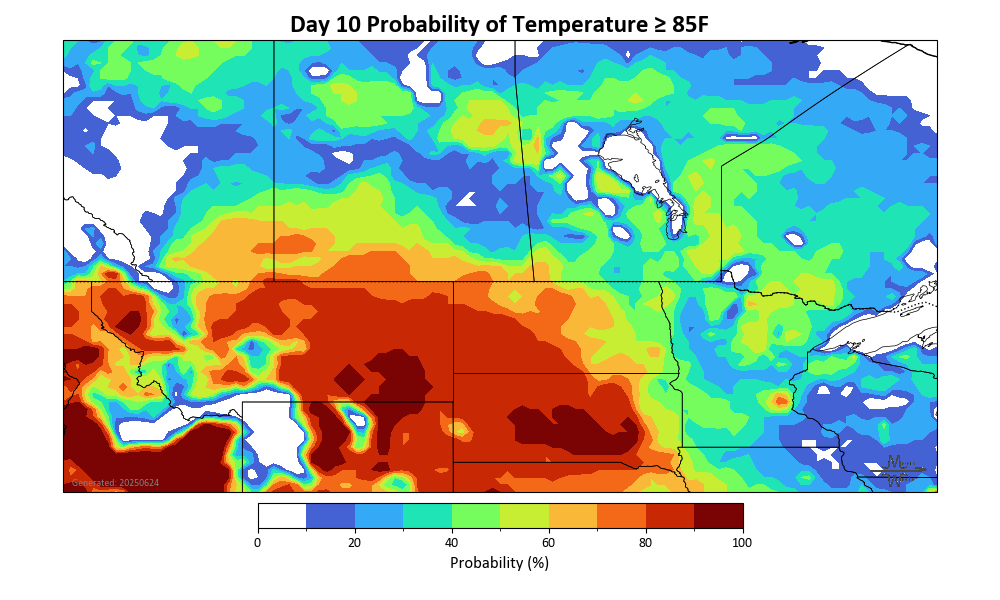 Day 10 Probability of Temperature ≥ 85F
Generated: 20250624
0 20 40 60 80 100
Probability (%)